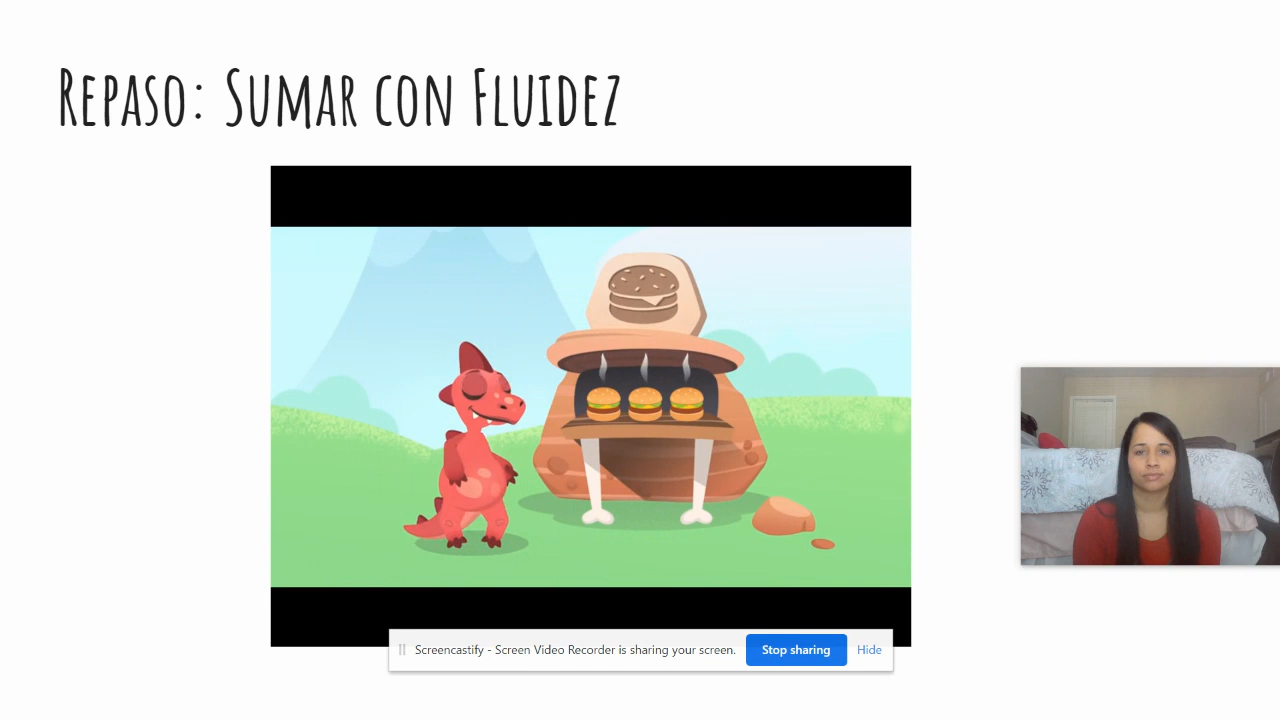 Repaso: Sumar con Fluidez
Screencastify - Screen Video Recorder is sharing your screen.
Stop sharing
Hide